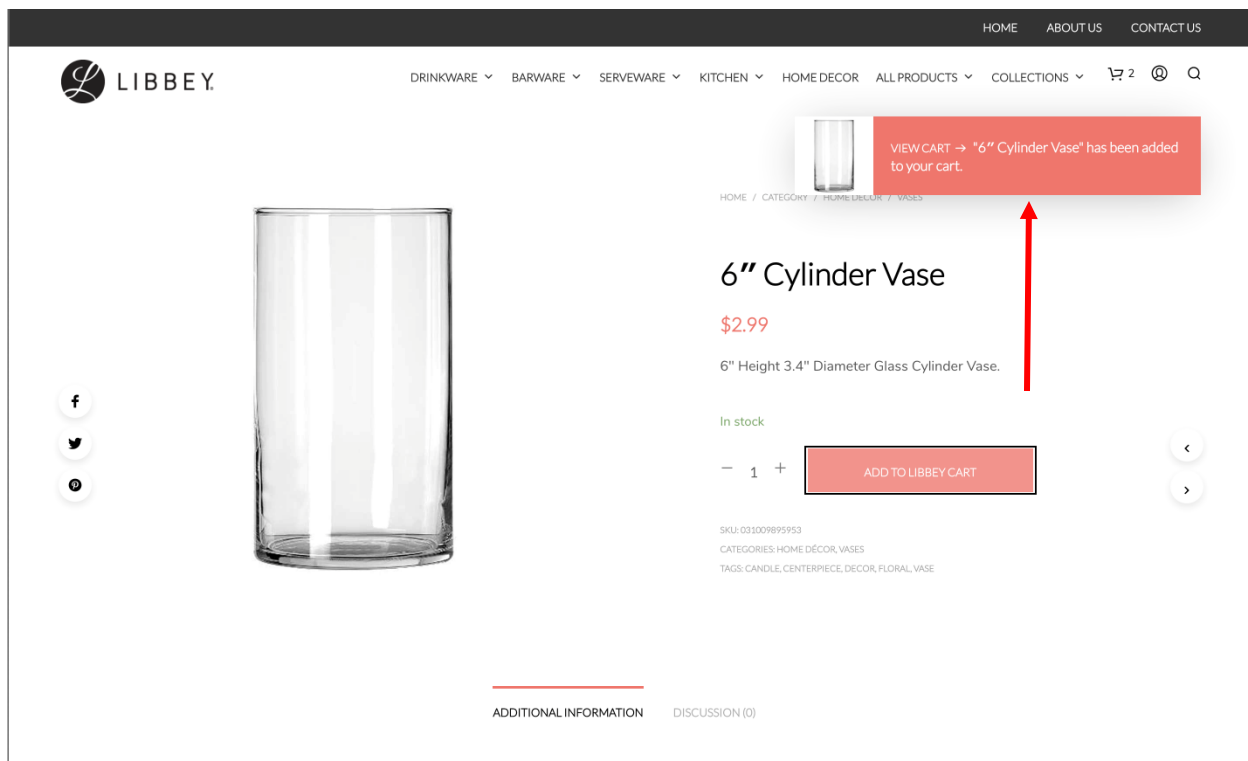 HOME ABOUT US CONTACT US
LIBBEY.
DRINKWARE BARWARE SERVEWARE KITCHEN HOME DECOR ALL PRODUCTS COLLECTIONS 2
VIEW CART → "6″ Cylinder Vase" has been added
to your cart.
HOME / CATEGORY / HOME DECOR / VASES
6″ Cylinder Vase
$2.99
6" Height 3.4" Diameter Glass Cylinder Vase.
In stock
− 1 + ADD TO LIBBEY CART
SKU: 031009895953
CATEGORIES: HOME DÉCOR, VASES
TAGS: CANDLE, CENTERPIECE, DECOR, FLORAL, VASE
ADDITIONAL INFORMATION DISCUSSION (0)